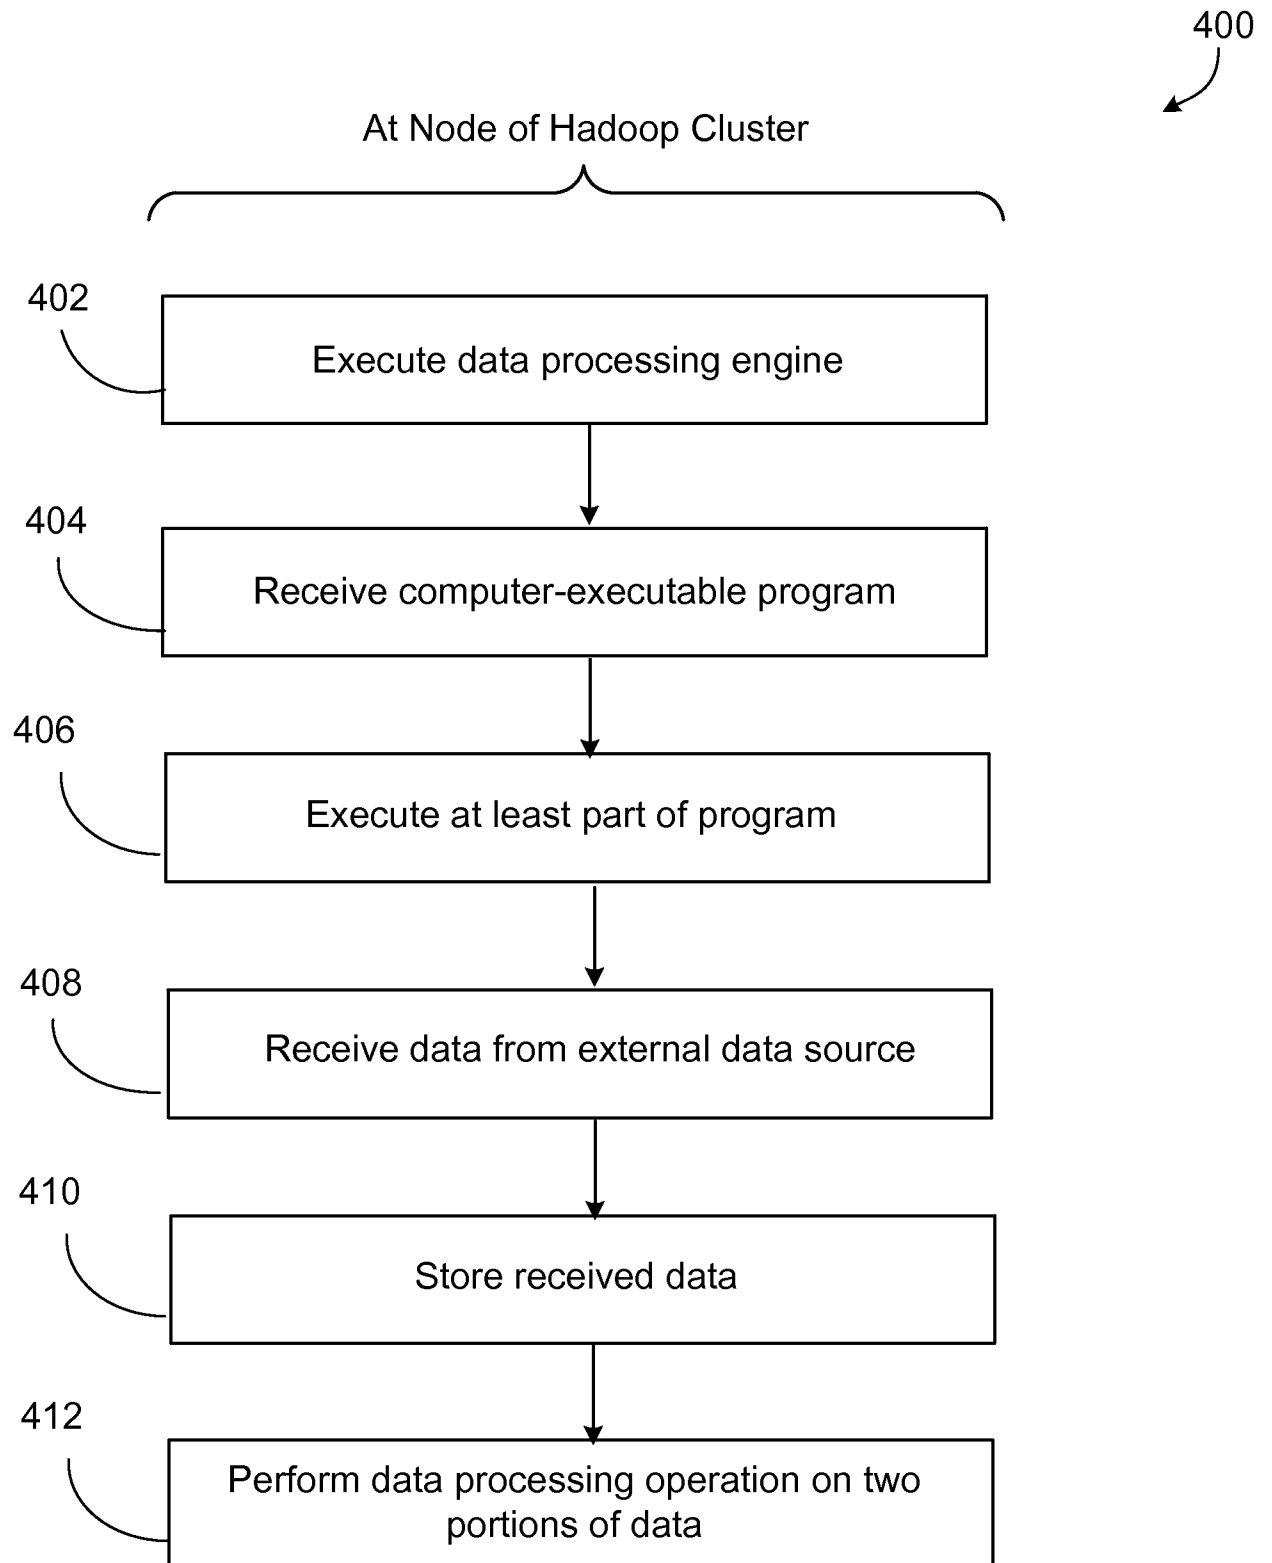 400
At Node of Hadoop Cluster
402
Execute data processing engine
404
Receive computer-executable program
406
Execute at least part of program
408
Receive data from external data source
410
Store received data
412
Perform data processing operation on two
portions of data